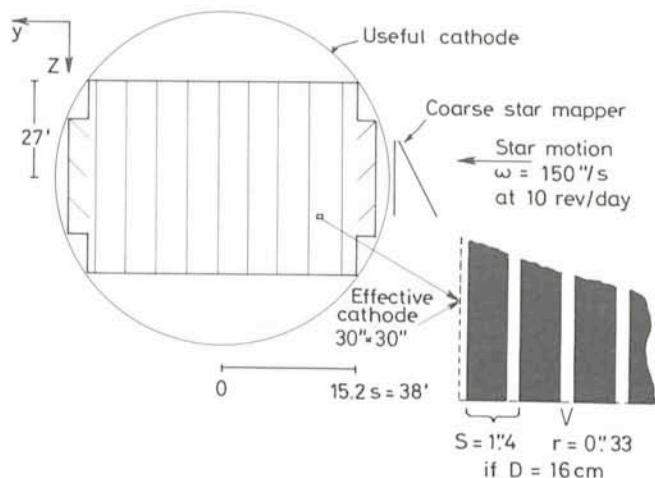 y
Z
27'
Useful cathode
Coarse star mapper
Star motion
ω = 150"/s
at 10 rev/day
Effective
cathode
30"×30"
0
15.2 s = 38'
S = 1".4
r = 0".33
if D = 16 cm